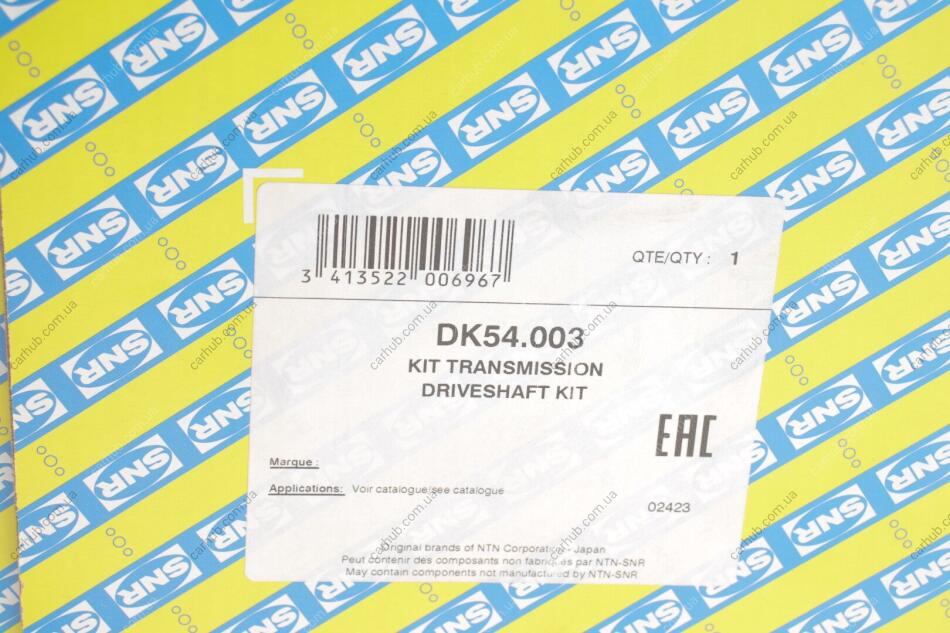 SNR
3 413522 006967
QTE/QTY : 1
DK54.003
KIT TRANSMISSION
DRIVESHAFT KIT
EAC
Marque :
Applications: Voir catalogue/see catalogue
02423
Original brands of NTN Corporation - Japan
Peut contenir des composants non fabriqués par NTN-SNR
May contain components not manufactured by NTN-SNR
carhub.com.ua